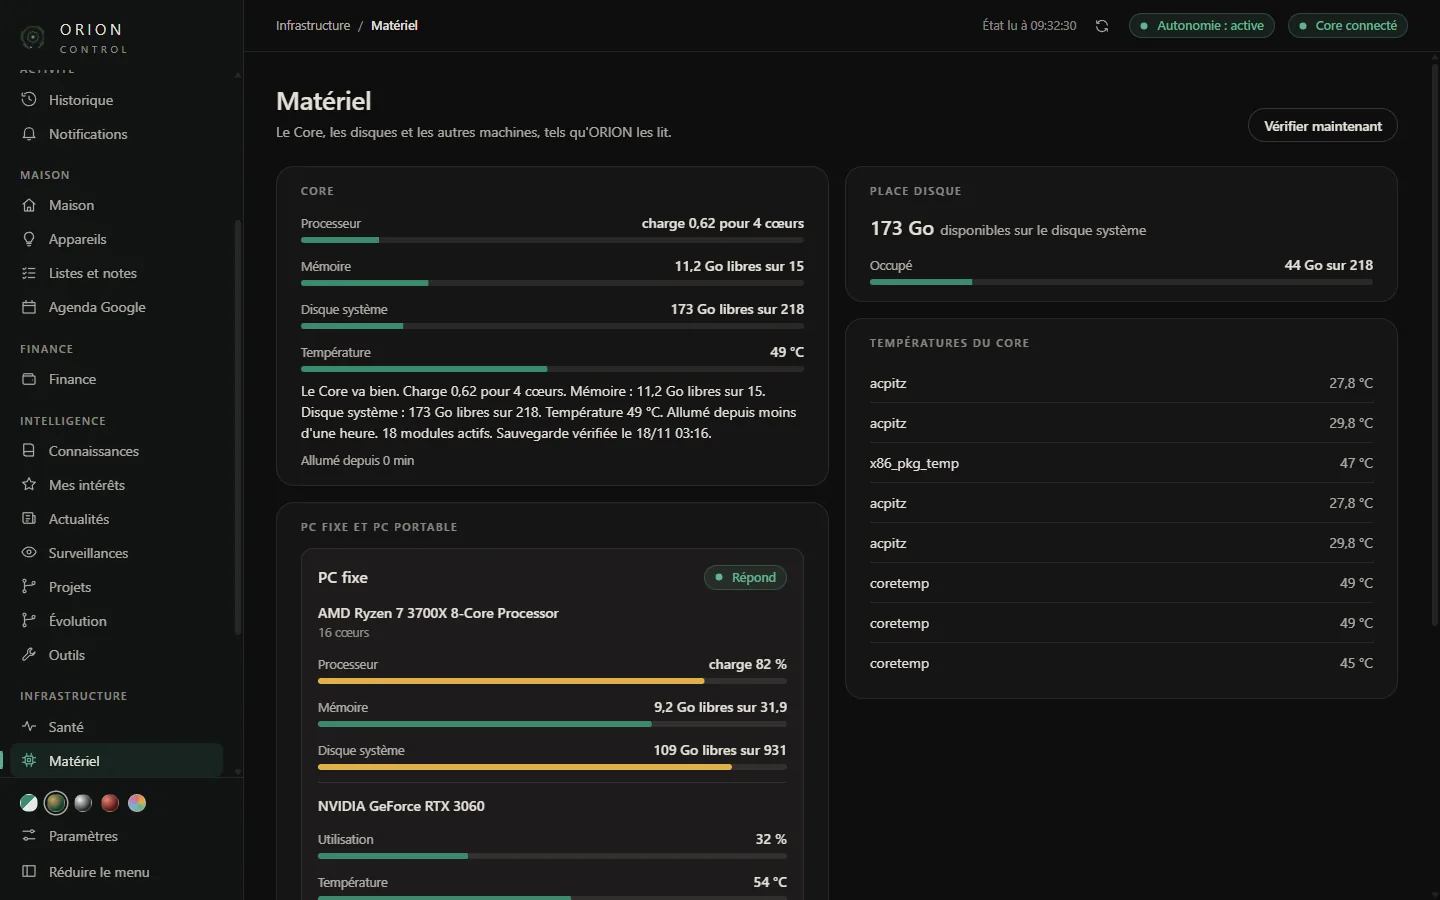 ORION
CONTROL
ACTIVITÉ
Historique
Notifications
MAISON
Maison
Appareils
Listes et notes
Agenda Google
FINANCE
Finance
INTELLIGENCE
Connaissances
Mes intérêts
Actualités
Surveillances
Projets
Évolution
Outils
INFRASTRUCTURE
Santé
Matériel
Paramètres
Réduire le menu
Infrastructure / Matériel
État lu à 09:32:30
Autonomie : active
Core connecté
Matériel
Le Core, les disques et les autres machines, tels qu'ORION les lit.
Vérifier maintenant
CORE
Processeur charge 0,62 pour 4 cœurs
Mémoire 11,2 Go libres sur 15
Disque système 173 Go libres sur 218
Température 49 °C
Le Core va bien. Charge 0,62 pour 4 cœurs. Mémoire : 11,2 Go libres sur 15.
Disque système : 173 Go libres sur 218. Température 49 °C. Allumé depuis moins
d'une heure. 18 modules actifs. Sauvegarde vérifiée le 18/11 03:16.
Allumé depuis 0 min
PC FIXE ET PC PORTABLE
PC fixe Répond
AMD Ryzen 7 3700X 8-Core Processor
16 cœurs
Processeur charge 82 %
Mémoire 9,2 Go libres sur 31,9
Disque système 109 Go libres sur 931
NVIDIA GeForce RTX 3060
Utilisation 32 %
Température 54 °C
PLACE DISQUE
173 Go disponibles sur le disque système
Occupé 44 Go sur 218
TEMPÉRATURES DU CORE
acpitz 27,8 °C
acpitz 29,8 °C
x86_pkg_temp 47 °C
acpitz 27,8 °C
acpitz 29,8 °C
coretemp 49 °C
coretemp 49 °C
coretemp 45 °C